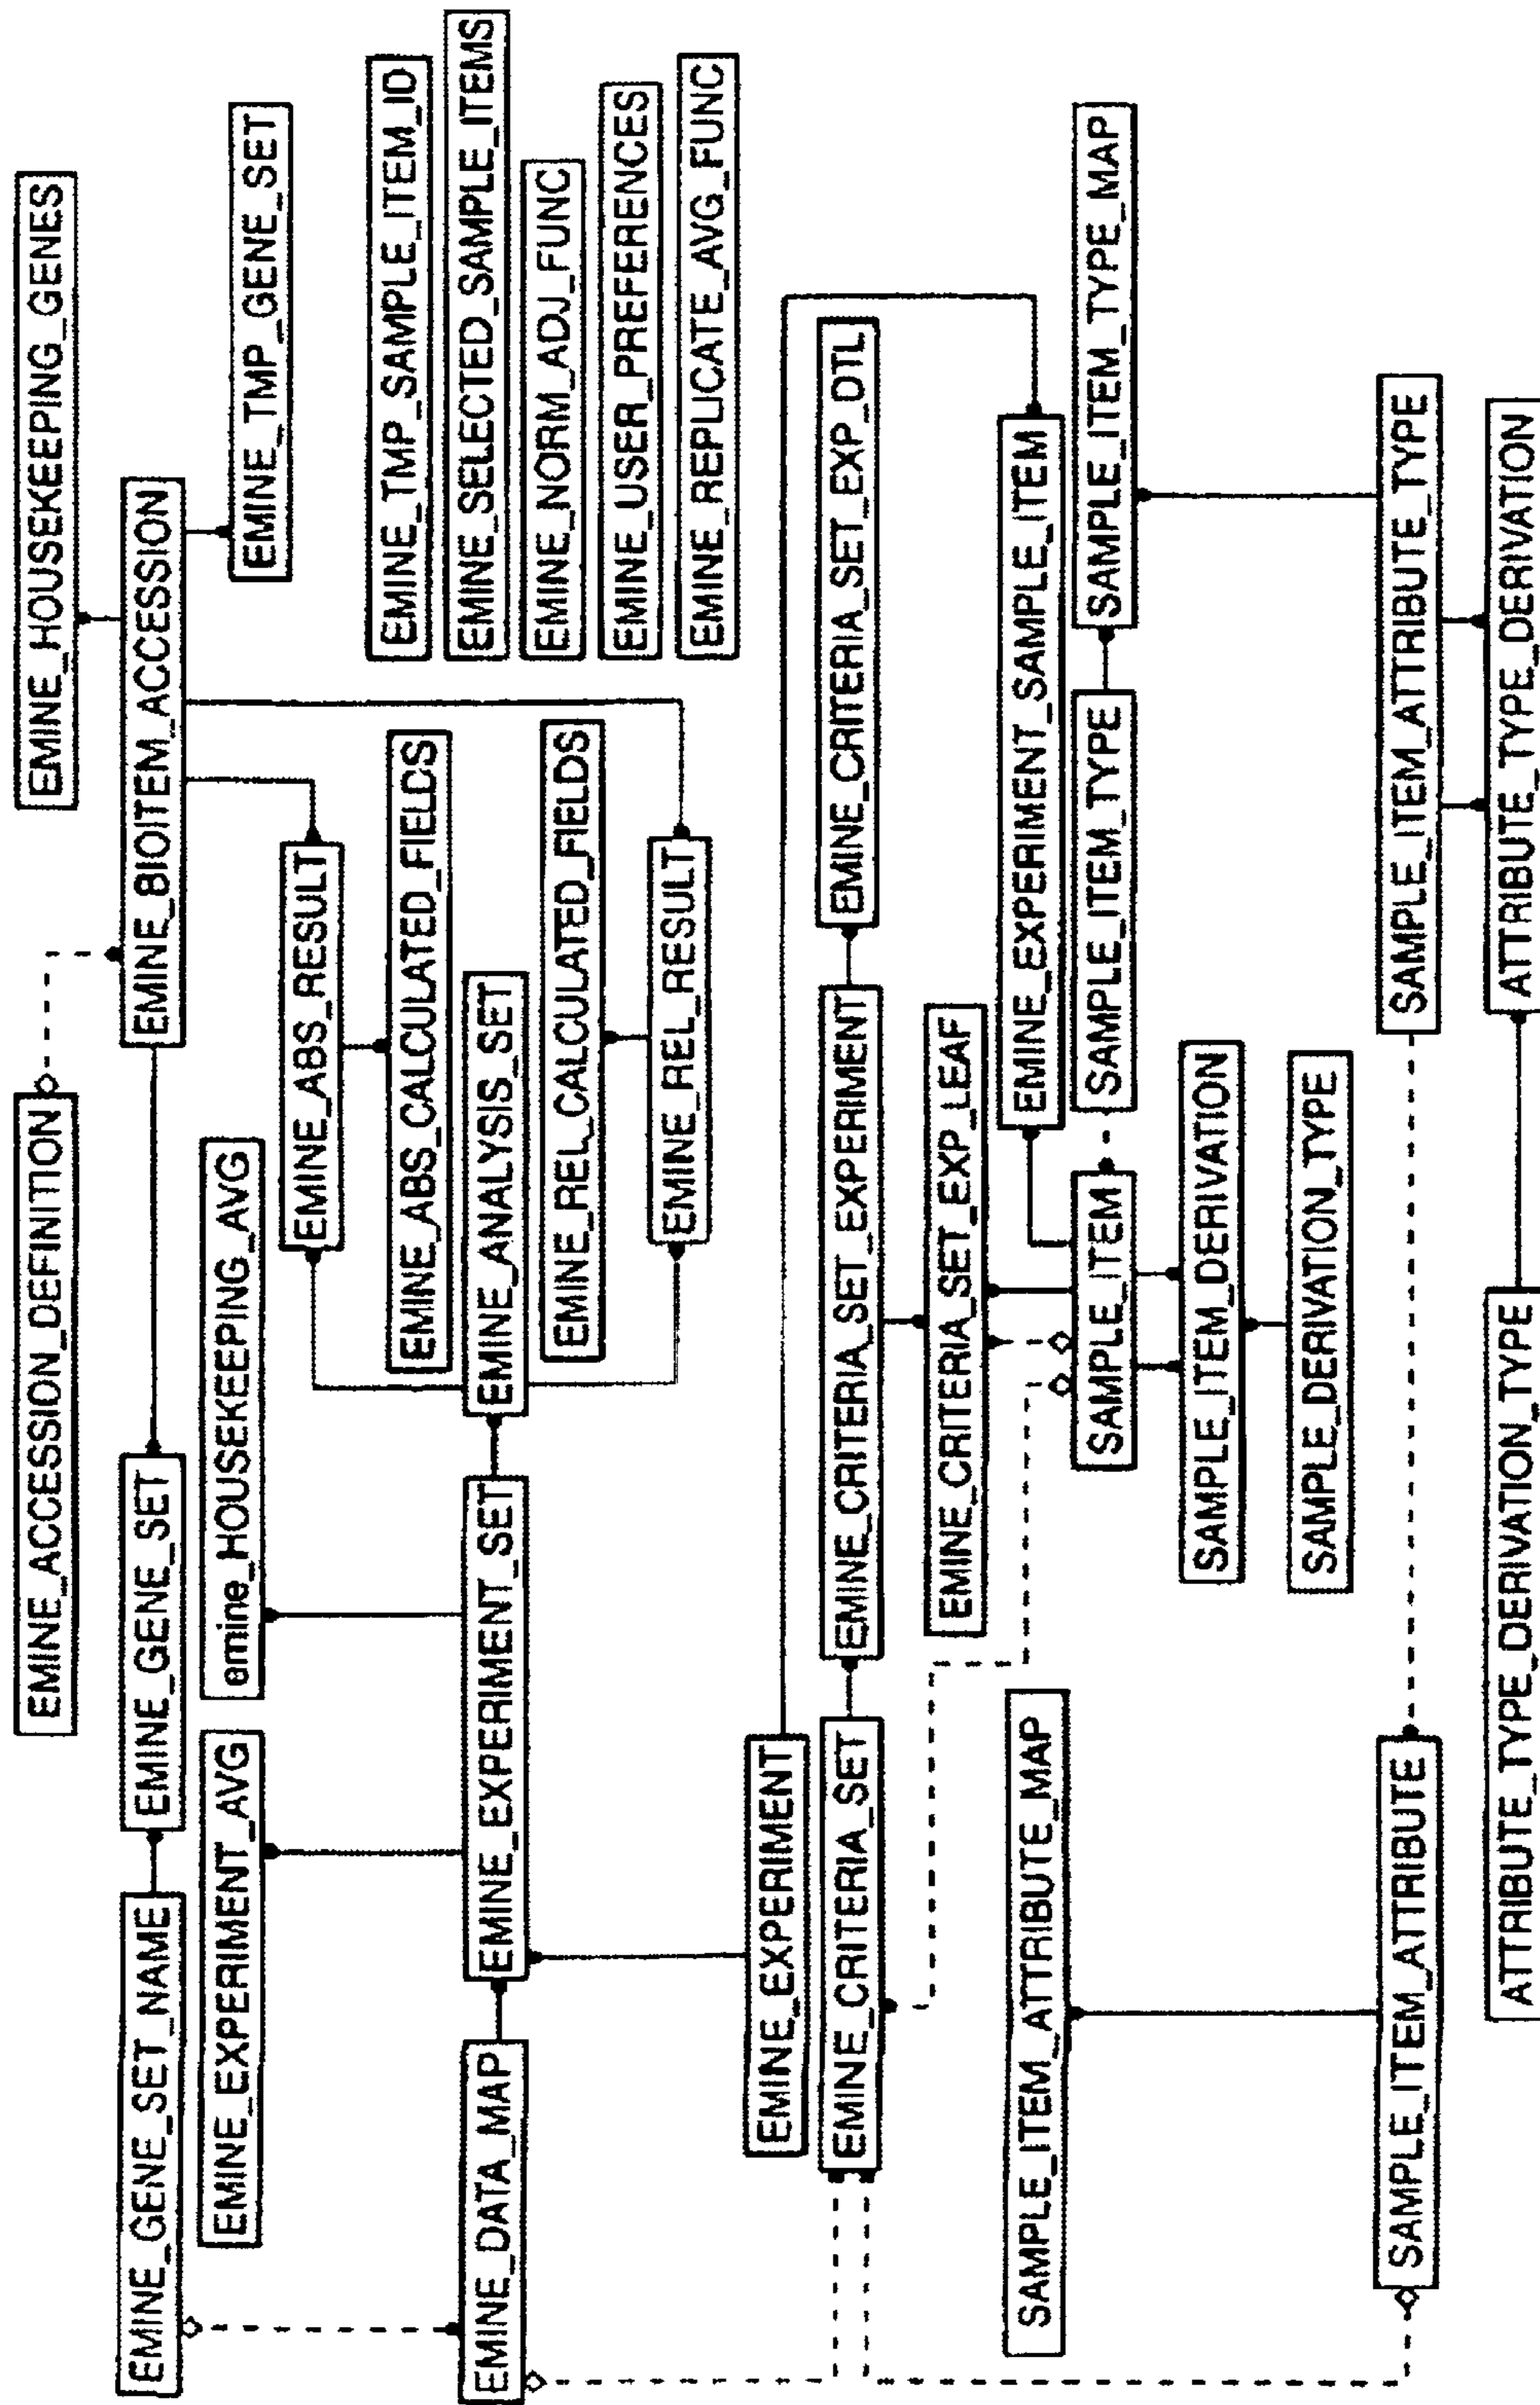 EMINE_ACCESSION_DEFINITION
EMINE_HOUSEKEEPING_GENES
EMINE_GENE_SET_NAME
EMINE_GENE_SET
EMINE_BIOITEM_ACCESSION
EMINE_EXPERIMENT_AVG
emine_HOUSEKEEPING_AVG
EMINE_TMP_GENE_SET
EMINE_ABS_RESULT
EMINE_TMP_SAMPLE_ITEM_ID
EMINE_ABS_CALCULATED_FIELDS
EMINE_SELECTED_SAMPLE_ITEMS
EMINE_DATA_MAP
EMINE_EXPERIMENT_SET
EMINE_ANALYSIS_SET
EMINE_NORM_ADJ_FUNC
EMINE_REL_CALCULATED_FIELDS
EMINE_USER_PREFERENCES
EMINE_REL_RESULT
EMINE_REPLICATE_AVG_FUNC
EMINE_EXPERIMENT
EMINE_CRITERIA_SET
EMINE_CRITERIA_SET_EXPERIMENT
EMINE_CRITERIA_SET_EXP_DTL
EMINE_CRITERIA_SET_EXP_LEAF
SAMPLE_ITEM_ATTRIBUTE_MAP
EMINE_EXPERIMENT_SAMPLE_ITEM
SAMPLE_ITEM
SAMPLE_ITEM_TYPE
SAMPLE_ITEM_TYPE_MAP
SAMPLE_ITEM_DERIVATION
SAMPLE_DERIVATION_TYPE
SAMPLE_ITEM_ATTRIBUTE
SAMPLE_ITEM_ATTRIBUTE_TYPE
ATTRIBUTE_TYPE_DERIVATION_TYPE
ATTRIBUTE_TYPE_DERIVATION